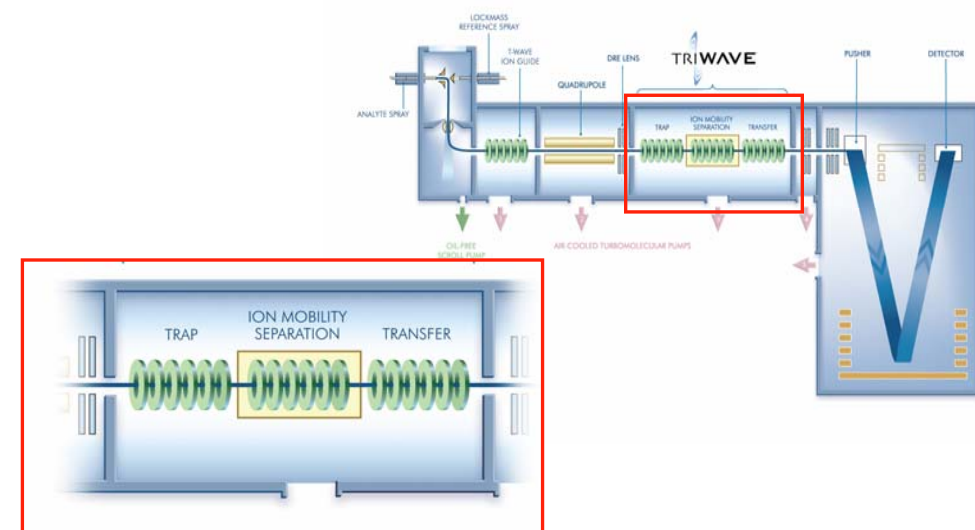 LOCKMASS
REFERENCE SPRAY
T-WAVE
ION GUIDE
DRE LENS
TRIWAVE
PUSHER
DETECTOR
QUADRUPOLE
ANALYTE SPRAY
TRAP
ION MOBILITY
SEPARATION
TRANSFER
OIL-FREE
SCROLL PUMP
AIR-COOLED TURBOMOLECULAR PUMPS
TRAP
ION MOBILITY
SEPARATION
TRANSFER